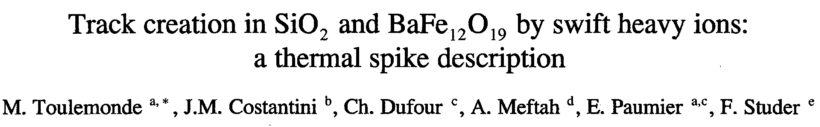 Track creation in SiO₂ and BaFe₁₂O₁₉ by swift heavy ions:
a thermal spike description
M. Toulemonde ᵃ,*, J.M. Costantini ᵇ, Ch. Dufour ᶜ, A. Meftah ᵈ, E. Paumier ᵃ,ᶜ, F. Studer ᵉ